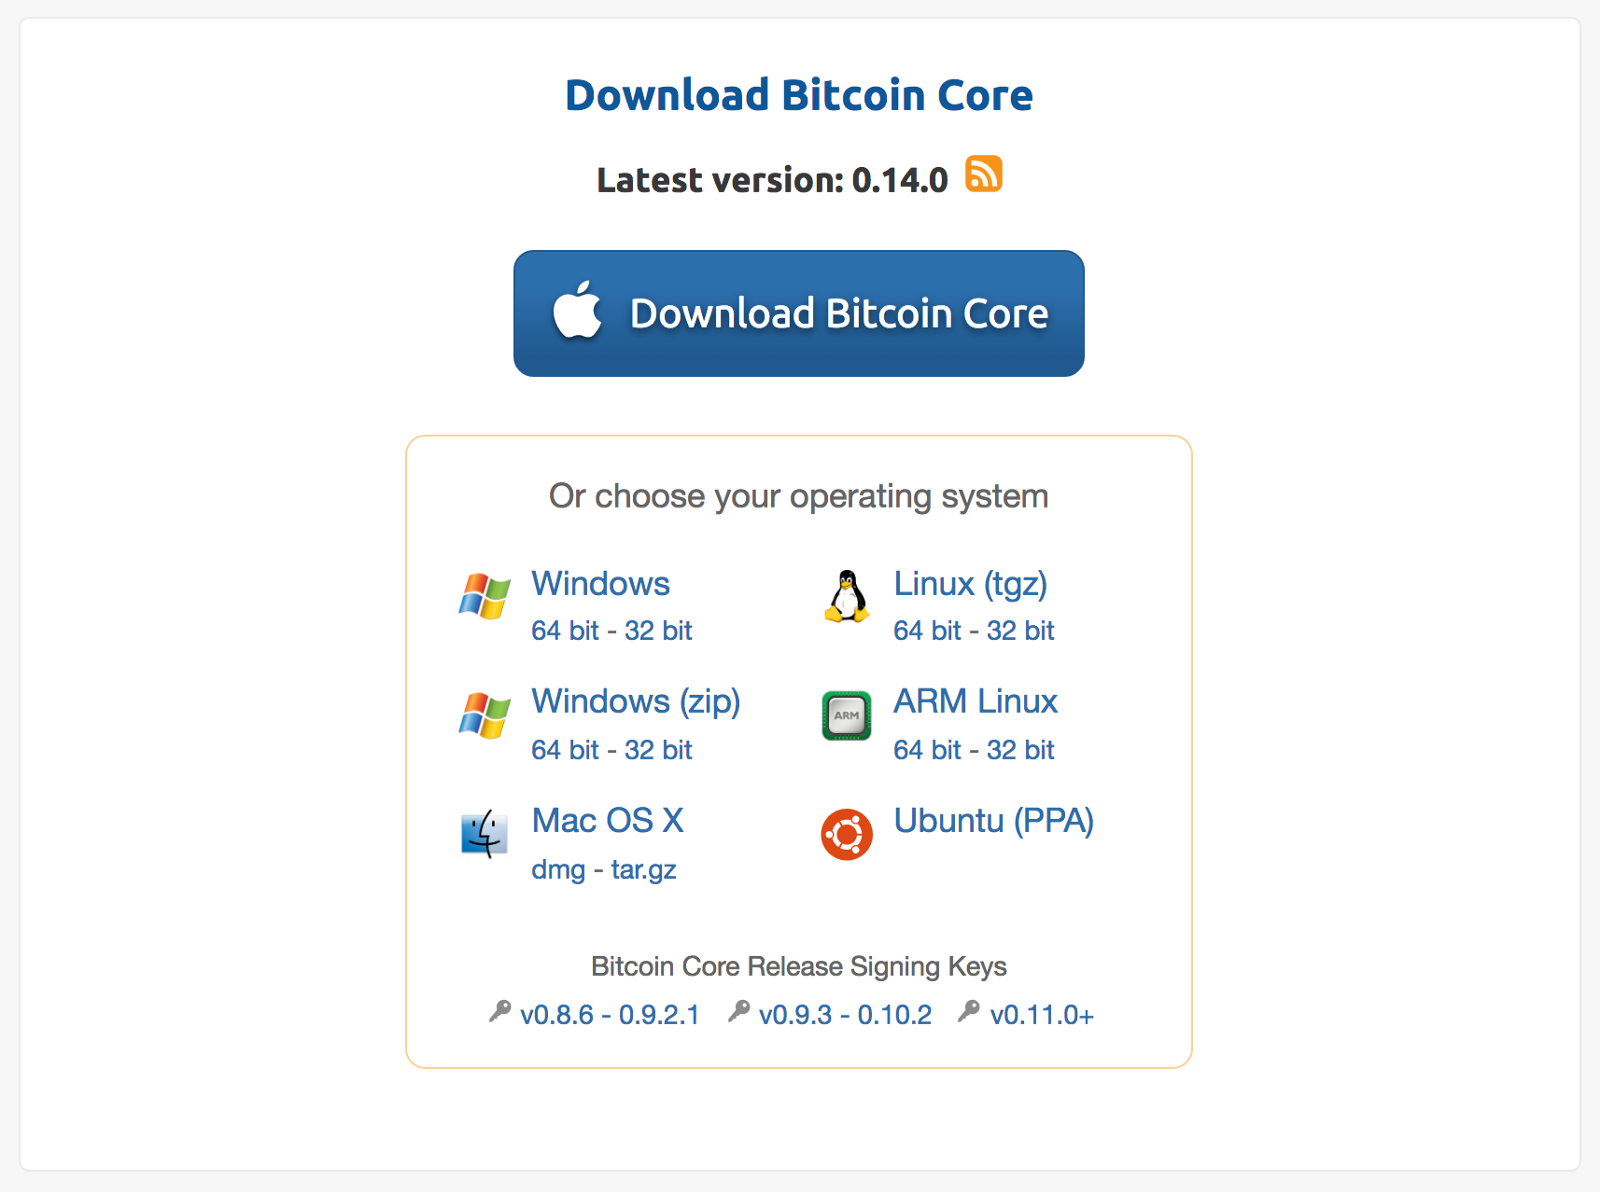 Download Bitcoin Core
Latest version: 0.14.0
Download Bitcoin Core
Or choose your operating system
Windows
64 bit - 32 bit
Linux (tgz)
64 bit - 32 bit
Windows (zip)
64 bit - 32 bit
ARM
ARM Linux
64 bit - 32 bit
Mac OS X
dmg - tar.gz
Ubuntu (PPA)
Bitcoin Core Release Signing Keys
v0.8.6 - 0.9.2.1 v0.9.3 - 0.10.2 v0.11.0+